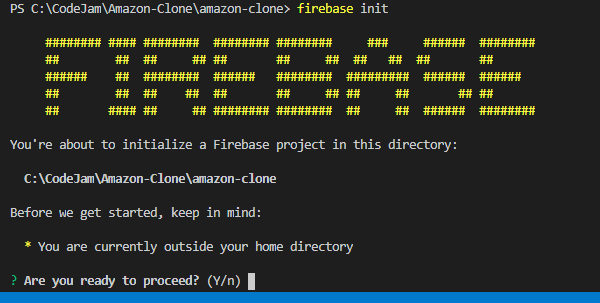 PS C:\CodeJam\Amazon-Clone\amazon-clone> firebase init
FIREBASE
You're about to initialize a Firebase project in this directory:
C:\CodeJam\Amazon-Clone\amazon-clone
Before we get started, keep in mind:
* You are currently outside your home directory
? Are you ready to proceed? (Y/n)